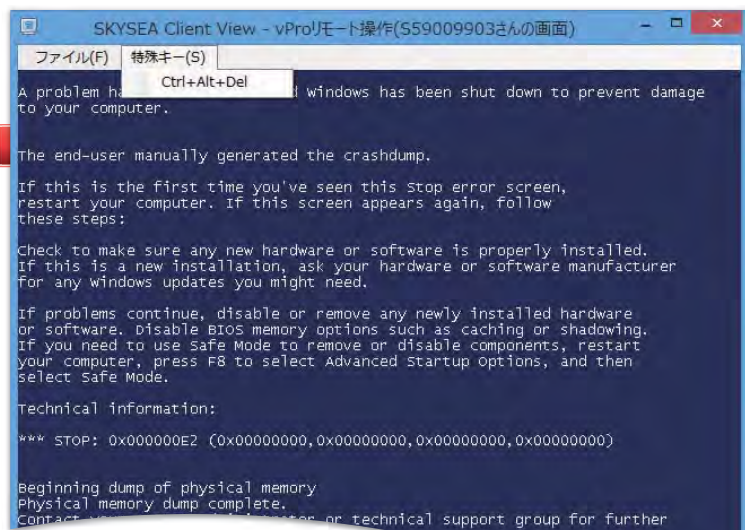 SKYSEA Client View - vProリモート操作(S59009903さんの画面)
ファイル(F) 特殊キー(S)
Ctrl+Alt+Del
A problem ha d windows has been shut down to prevent damage
to your computer.
The end-user manually generated the crashdump.
If this is the first time you've seen this Stop error screen,
restart your computer. If this screen appears again, follow
these steps:
Check to make sure any new hardware or software is properly installed.
If this is a new installation, ask your hardware or software manufacturer
for any windows updates you might need.
If problems continue, disable or remove any newly installed hardware
or software. Disable BIOS memory options such as caching or shadowing.
If you need to use Safe Mode to remove or disable components, restart
your computer, press F8 to select Advanced Startup Options, and then
select Safe Mode.
Technical information:
*** STOP: 0x000000E2 (0x00000000,0x00000000,0x00000000,0x00000000)
Beginning dump of physical memory
Physical memory dump complete.
Contact or technical support group for further